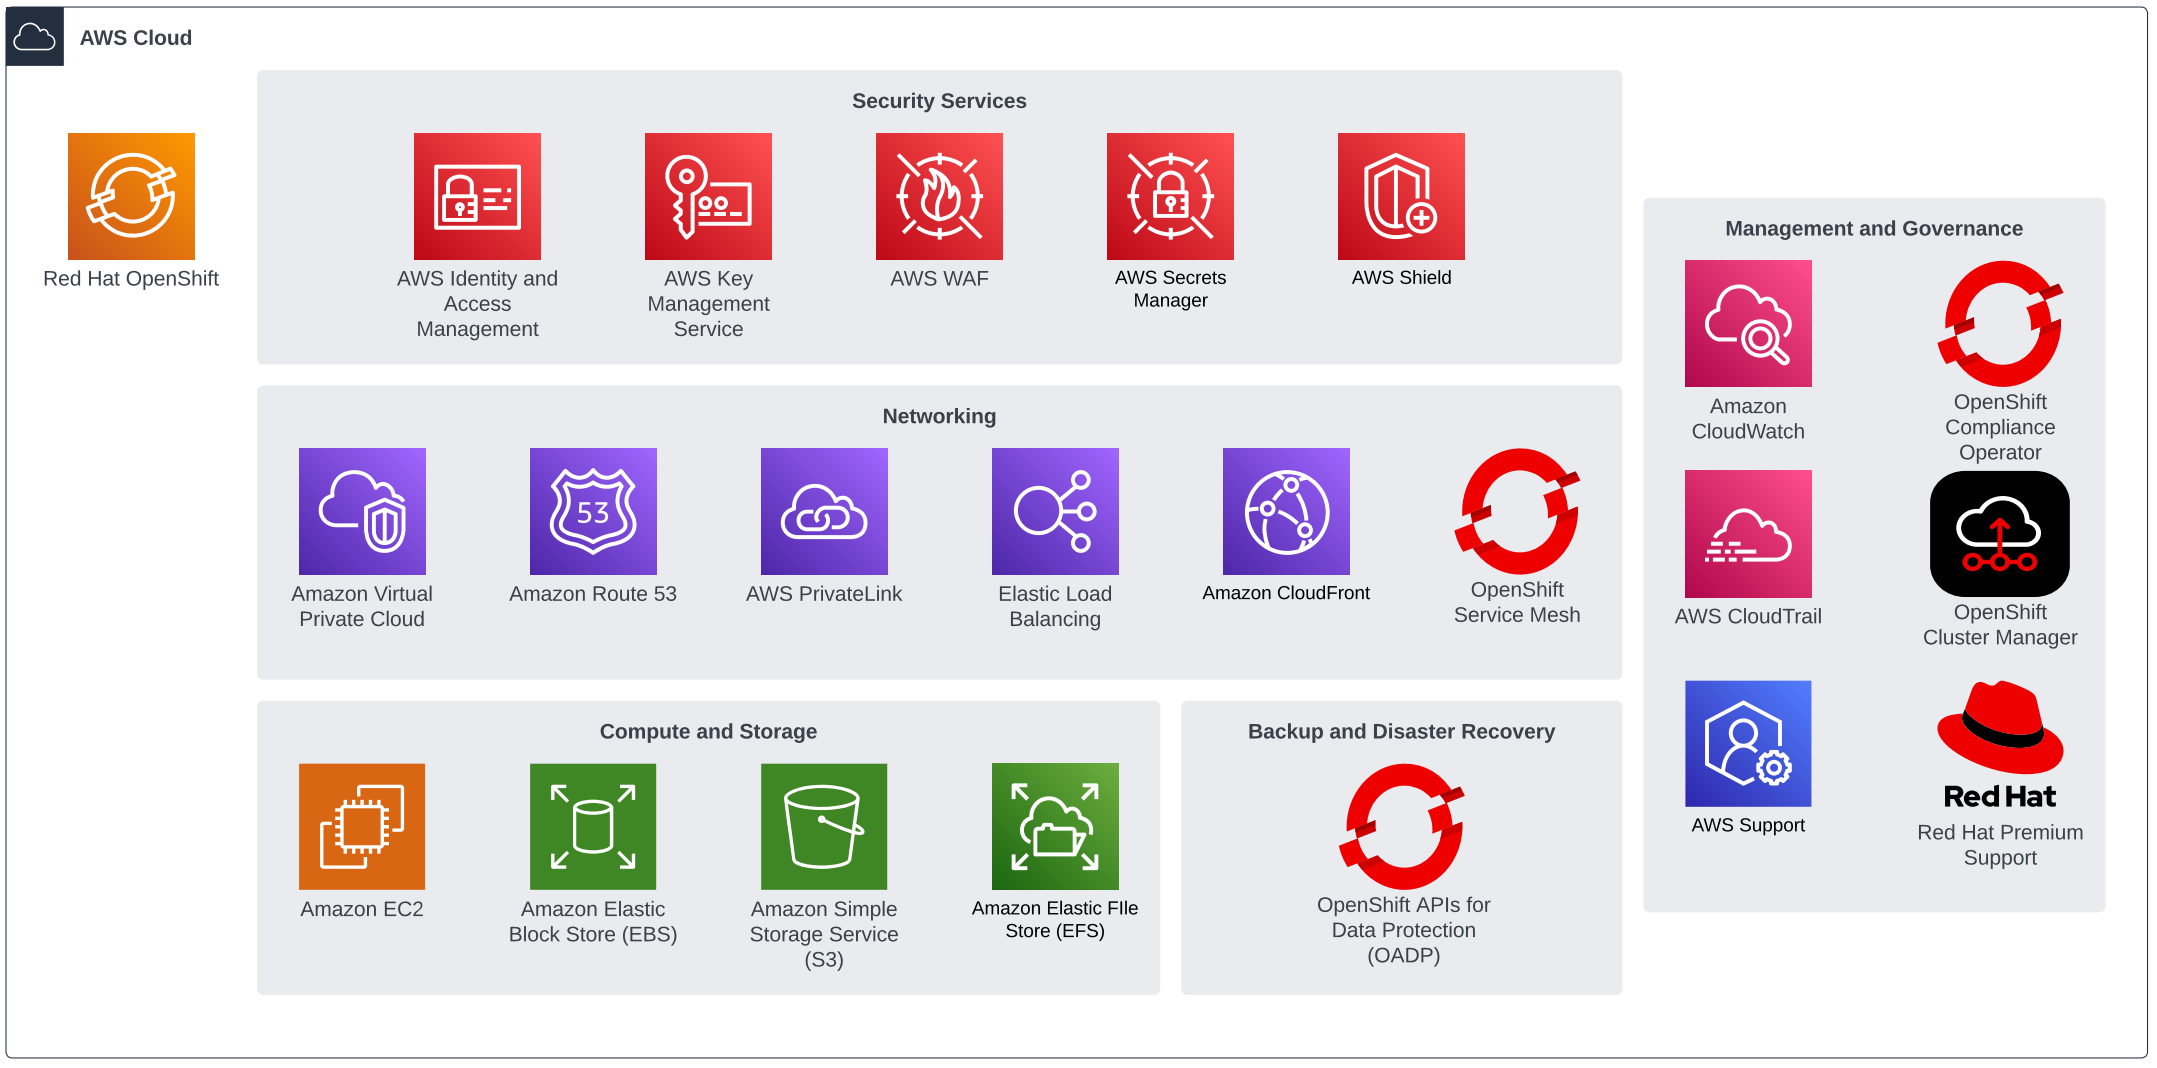 AWS Cloud
Red Hat OpenShift
Security Services
AWS Identity and
Access
Management
AWS Key
Management
Service
AWS WAF
AWS Secrets
Manager
AWS Shield
Networking
Amazon Virtual
Private Cloud
53
Amazon Route 53
AWS PrivateLink
Elastic Load
Balancing
Amazon CloudFront
OpenShift
Service Mesh
Compute and Storage
Amazon EC2
Amazon Elastic
Block Store (EBS)
Amazon Simple
Storage Service
(S3)
Amazon Elastic FIle
Store (EFS)
Backup and Disaster Recovery
OpenShift APIs for
Data Protection
(OADP)
Management and Governance
Amazon
CloudWatch
OpenShift
Compliance
Operator
AWS CloudTrail
OpenShift
Cluster Manager
AWS Support
Red Hat
Red Hat Premium
Support